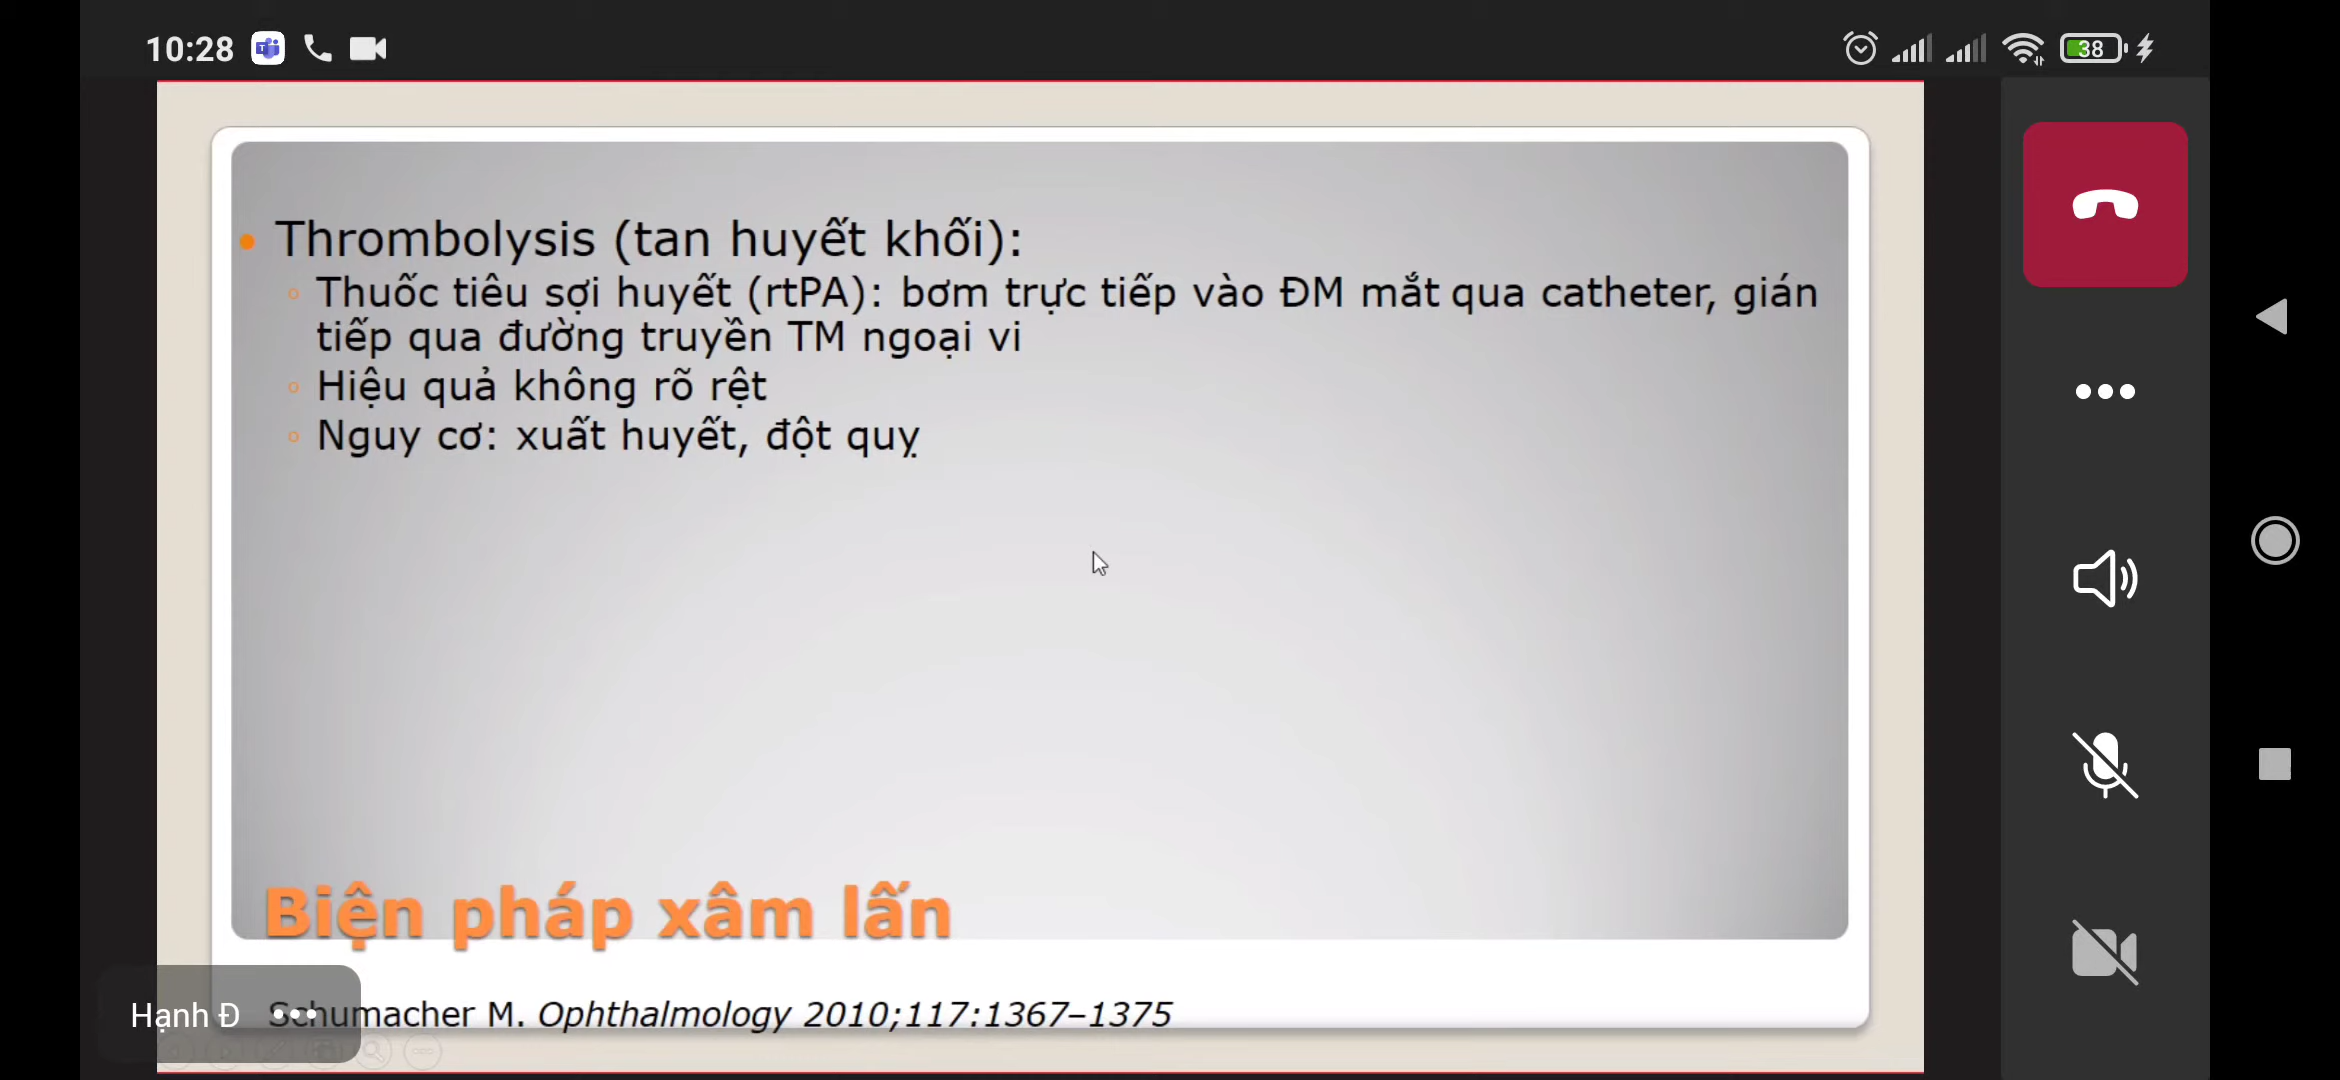 10:28
38
Thrombolysis (tan huyết khối):
Thuốc tiêu sợi huyết (rtPA): bơm trực tiếp vào ĐM mắt qua catheter, gián
tiếp qua đường truyền TM ngoại vi
Hiệu quả không rõ rệt
Nguy cơ: xuất huyết, đột quỵ
Biện pháp xâm lấn
Hạnh Đ
Schumacher M. Ophthalmology 2010;117:1367–1375